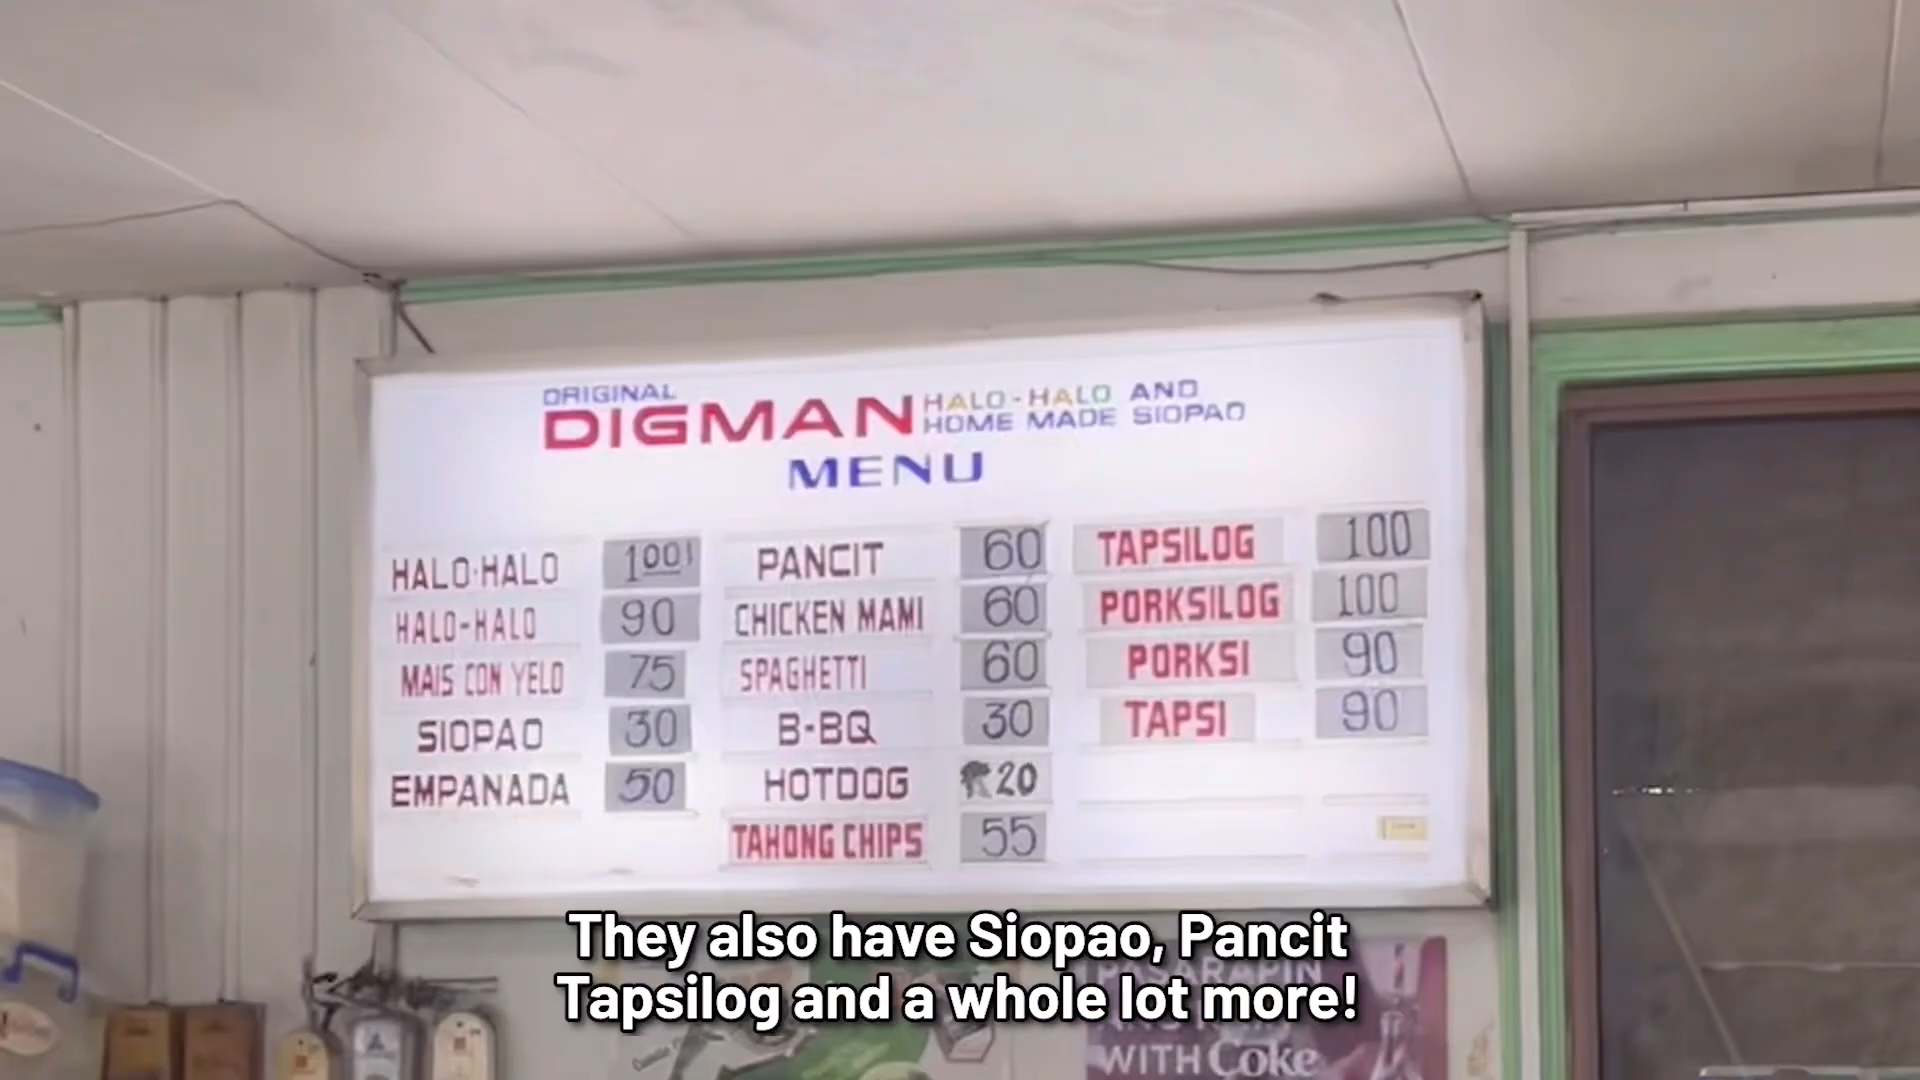 ORIGINAL
DIGMAN
HALO-HALO AND
HOME MADE SIOPAO
MENU
HALO-HALO 100
HALO-HALO 90
MAIS CON YELO 75
SIOPAO 30
EMPANADA 50
PANCIT 60
CHICKEN MAMI 60
SPAGHETTI 60
B-BQ 30
HOTDOG 20
TAHONG CHIPS 55
TAPSILOG 100
PORKSILOG 100
PORKSI 90
TAPSI 90
They also have Siopao, Pancit
Tapsilog and a whole lot more!
PASARAPIN
WITH Coke